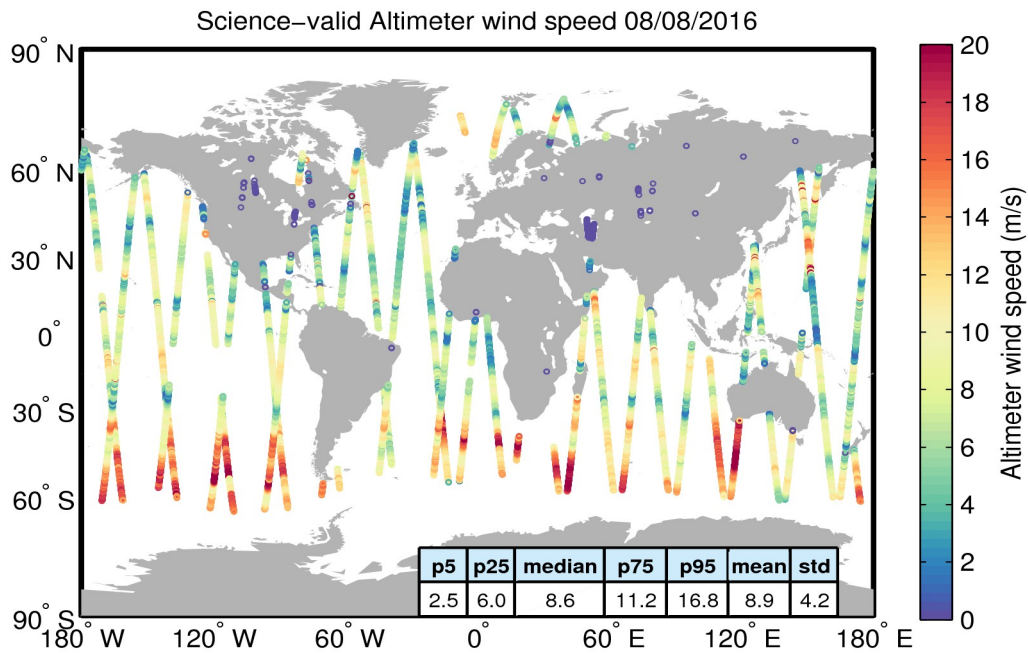 Science−valid Altimeter wind speed 08/08/2016
90° N
60° N
30° N
0°
30° S
60° S
90° S
180° W
120° W
60° W
0°
60° E
120° E
180° E
p5 p25 median p75 p95 mean std
2.5 6.0 8.6 11.2 16.8 8.9 4.2
20
18
16
14
12
10
8
6
4
2
0
Altimeter wind speed (m/s)